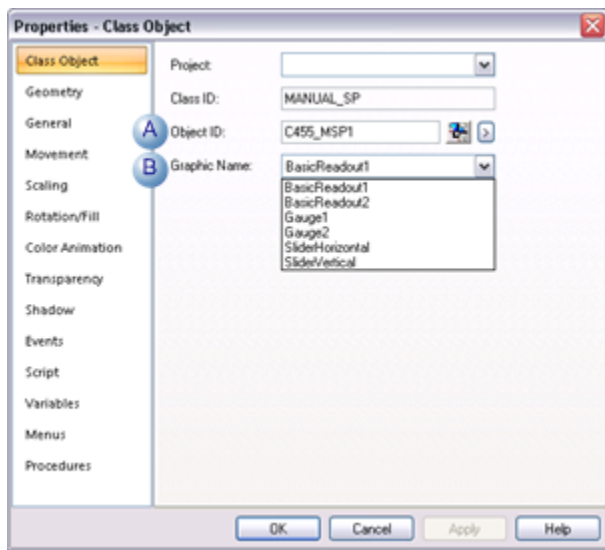 Properties - Class Object
Class Object
Geometry
General
Movement
Scaling
Rotation/Fill
Color Animation
Transparency
Shadow
Events
Script
Variables
Menus
Procedures
Project:
Class ID: MANUAL_SP
A Object ID: C455_MSP1 >
B Graphic Name: BasicReadout1
BasicReadout1
BasicReadout2
Gauge1
Gauge2
SliderHorizontal
SliderVertical
OK Cancel Apply Help